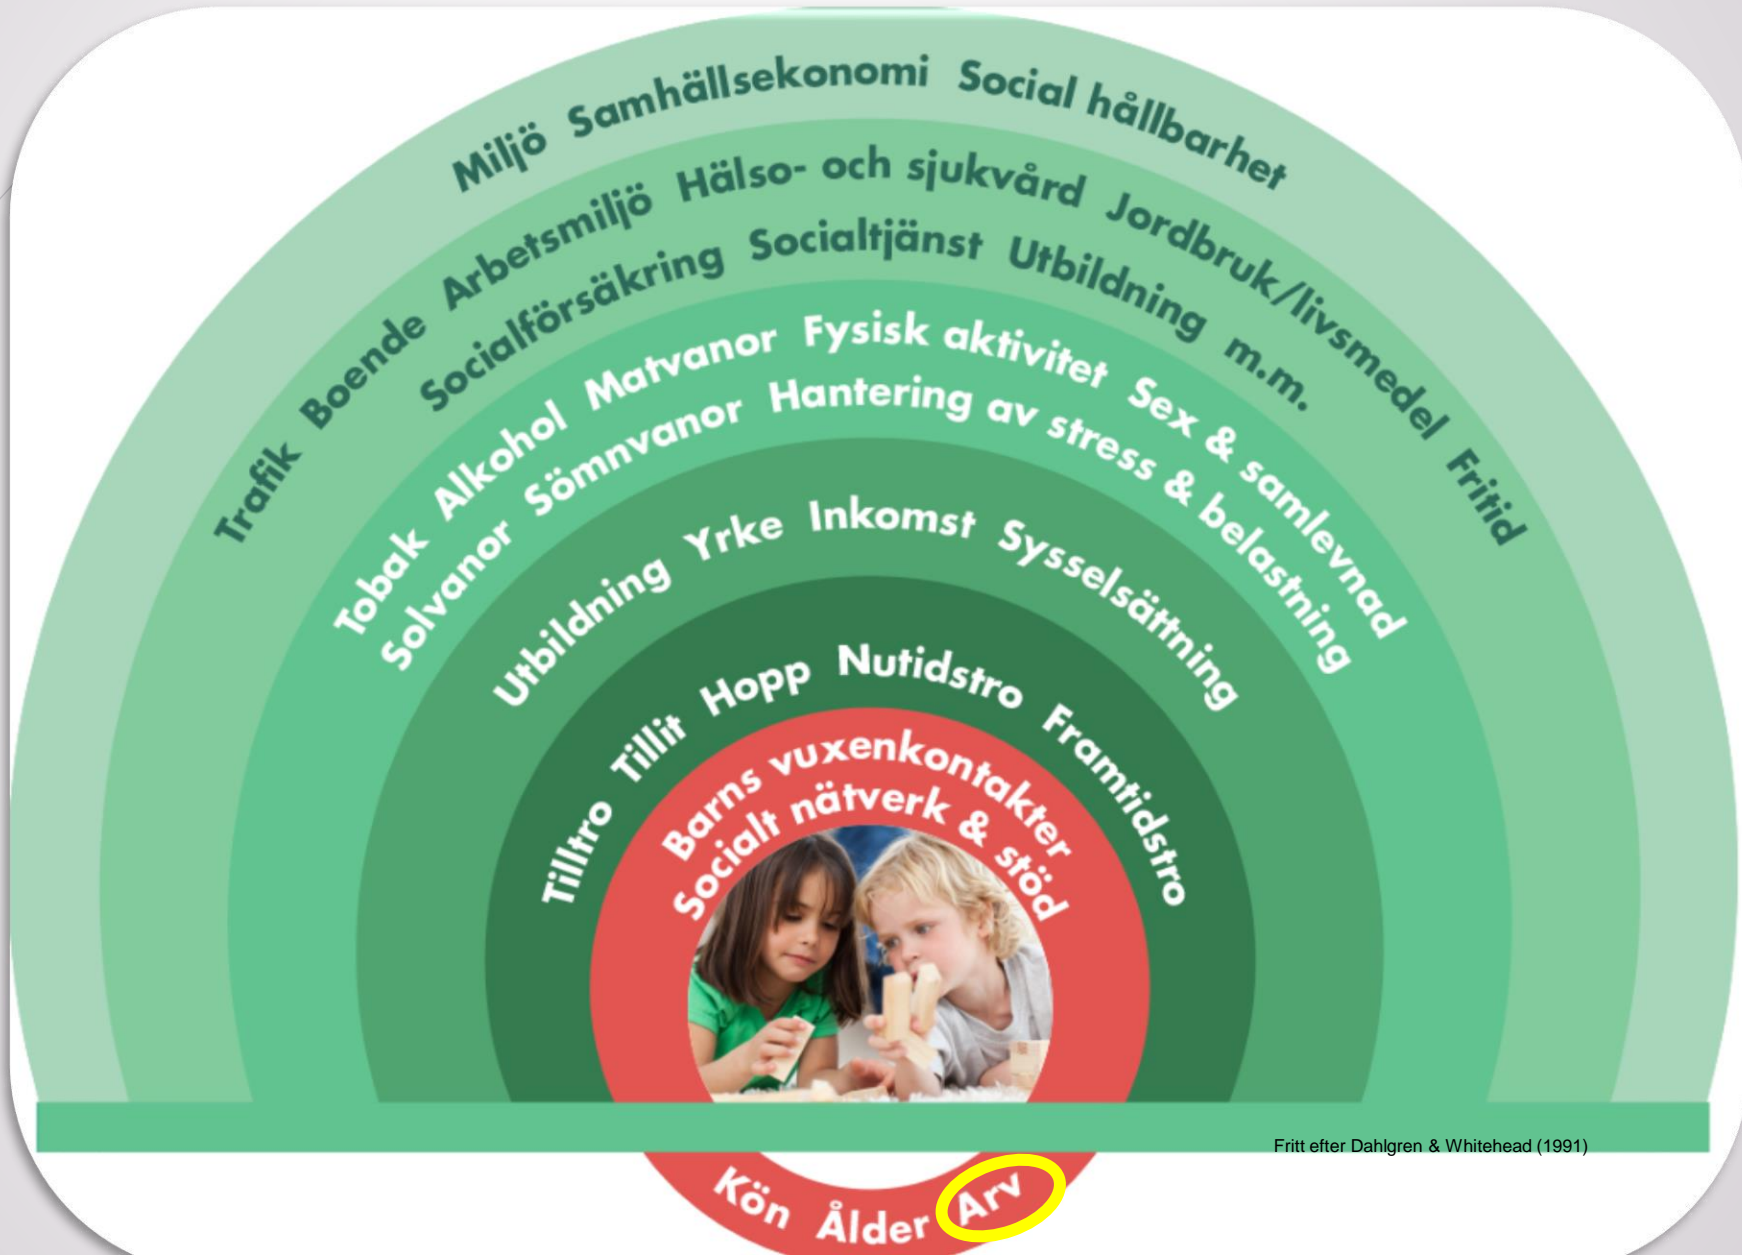 Miljö Samhällsekonomi Social hållbarhet
Trafik Boende Arbetsmiljö Hälso- och sjukvård Jordbruk/livsmedel Fritid
Socialförsäkring Socialtjänst Utbildning m.m.
Tobak Alkohol Matvanor Fysisk aktivitet Sex & samlevnad
Solvanor Sömnvanor Hantering av stress & belastning
Utbildning Yrke Inkomst Sysselsättning
Tilltro Tillit Hopp Nutidstro Framtidstro
Barns vuxenkontakter
Socialt nätverk & stöd
Fritt efter Dahlgren & Whitehead (1991)
Kön Ålder Arv